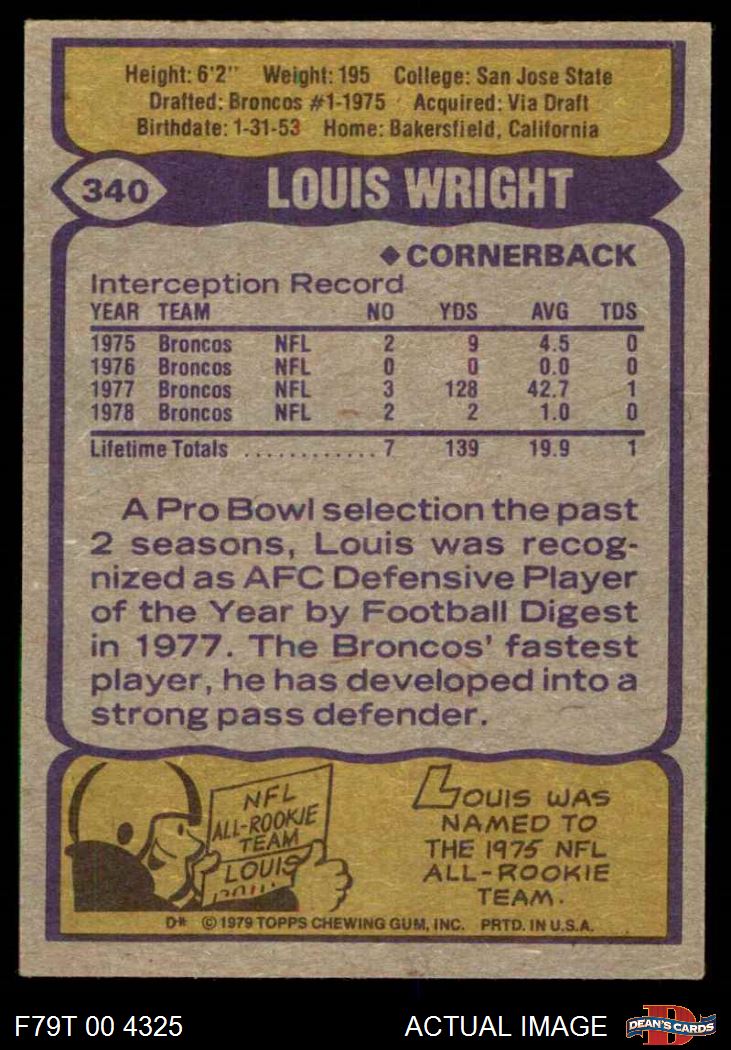 Height: 6'2" Weight: 195 College: San Jose State
Drafted: Broncos #1-1975 Acquired: Via Draft
Birthdate: 1-31-53 Home: Bakersfield, California
340 LOUIS WRIGHT
◆CORNERBACK
Interception Record
YEAR TEAM NO YDS AVG TDS
1975 Broncos NFL 2 9 4.5 0
1976 Broncos NFL 0 0 0.0 0
1977 Broncos NFL 3 128 42.7 1
1978 Broncos NFL 2 2 1.0 0
Lifetime Totals ............ 7 139 19.9 1
A Pro Bowl selection the past
2 seasons, Louis was recog-
nized as AFC Defensive Player
of the Year by Football Digest
in 1977. The Broncos' fastest
player, he has developed into a
strong pass defender.
NFL
ALL-ROOKIE
TEAM
LOUIS
LOUIS WAS
NAMED TO
THE 1975 NFL
ALL-ROOKIE
TEAM.
D* © 1979 TOPPS CHEWING GUM, INC. PRTD. IN U.S.A.
F79T 00 4325 ACTUAL IMAGE D DEAN'S CARDS